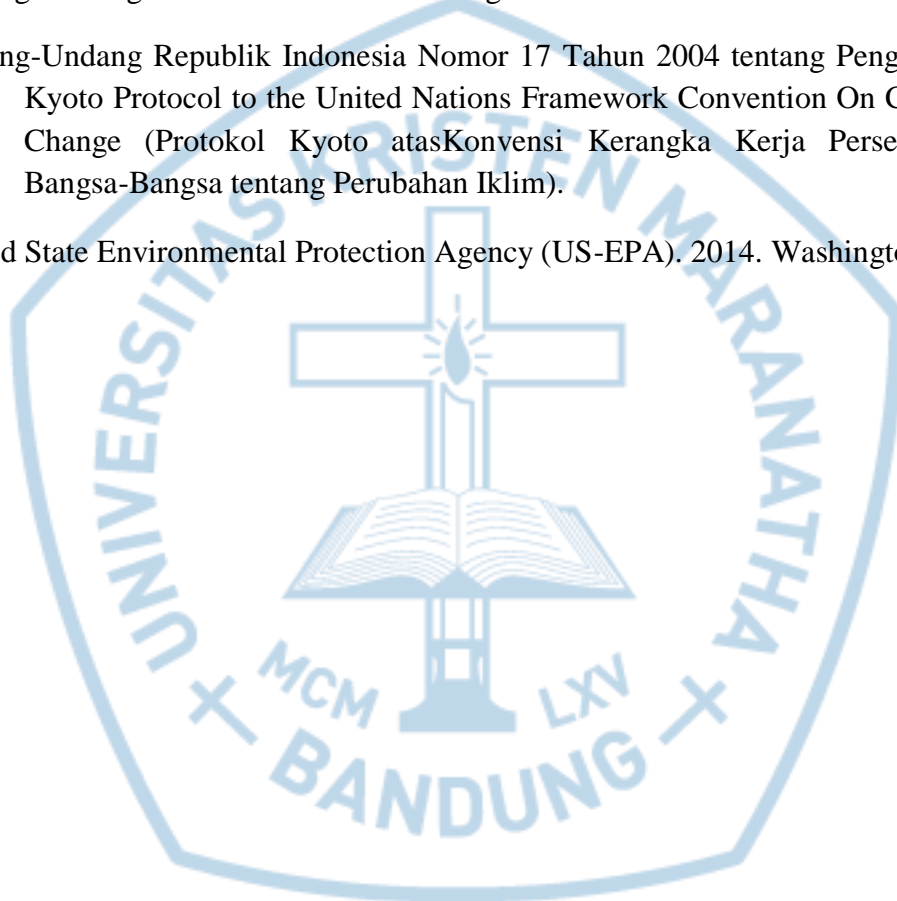 ng-Undang Republik Indonesia Nomor 17 Tahun 2004 tentang Peng
Kyoto Protocol to the United Nations Framework Convention On C
Change (Protokol Kyoto atasKonvensi Kerangka Kerja Perse
Bangsa-Bangsa tentang Perubahan Iklim).
d State Environmental Protection Agency (US-EPA). 2014. Washingto
UNIVERSITAS KRISTEN MARANATHA
MCM LXV
BANDUNG